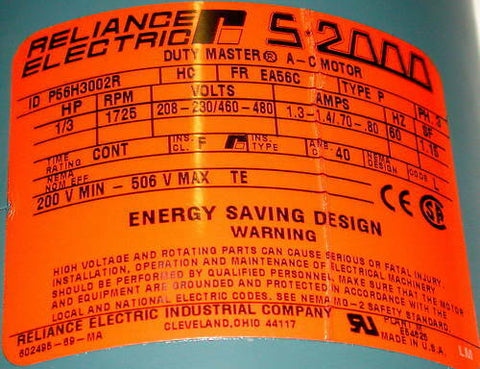 RELIANCE ELECTRIC S-2000
DUTY MASTER® A-C MOTOR
ID P56H3002R HC FR EA56C TYPE P PH 3
HP RPM VOLTS AMPS HZ SF
1/3 1725 208-230/460-480 1.3-1.4/.70-.80 60 1.15
TIME RATING CONT INS. CL. F INS. TYPE AMB. C 40 NEMA DESIGN CODE L
NEMA NOM EFF
200 V MIN - 506 V MAX TE CE
ENERGY SAVING DESIGN
WARNING
HIGH VOLTAGE AND ROTATING PARTS CAN CAUSE SERIOUS OR FATAL INJURY.
INSTALLATION, OPERATION AND MAINTENANCE OF ELECTRICAL MACHINERY
SHOULD BE PERFORMED BY QUALIFIED PERSONNEL. MAKE SURE THAT THE MOTOR
AND EQUIPMENT ARE GROUNDED AND PROTECTED IN ACCORDANCE WITH THE
LOCAL AND NATIONAL ELECTRIC CODES. SEE NEMA MG-2 SAFETY STANDARD.
RELIANCE ELECTRIC INDUSTRIAL COMPANY
CLEVELAND, OHIO 44117
PLANT M
E54825
MADE IN U.S.A.
602495-69-MA
LM